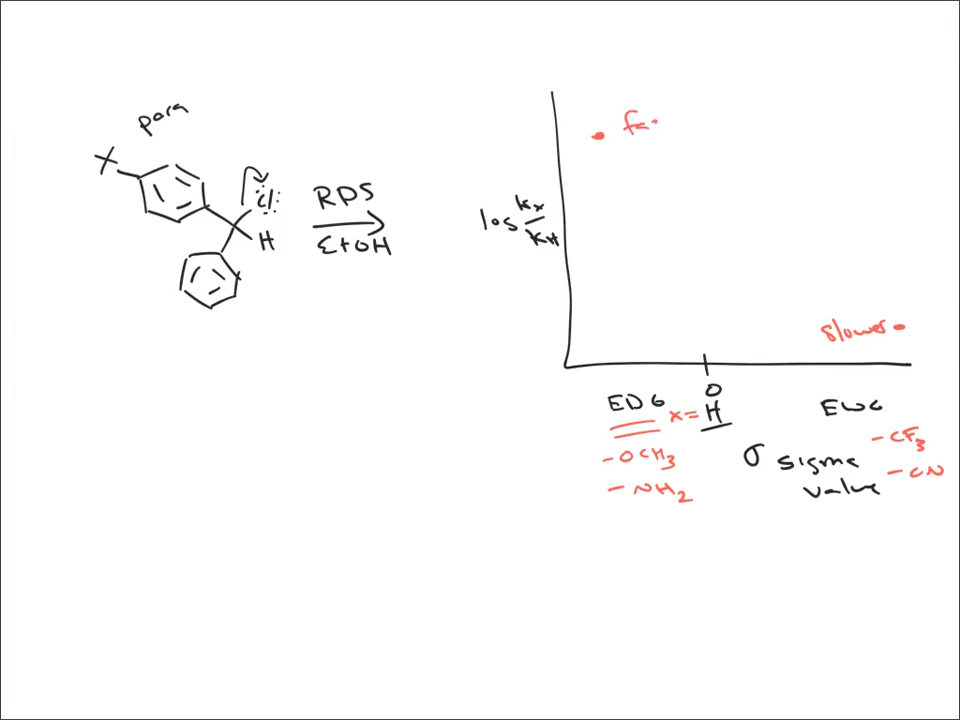 para
X
Cl
H
RDS
EtOH
log kx/kH
fa
slower
0
EDG
x= H
EWG
-OCH3
-NH2
σ sigma
value
-CF3
-CN